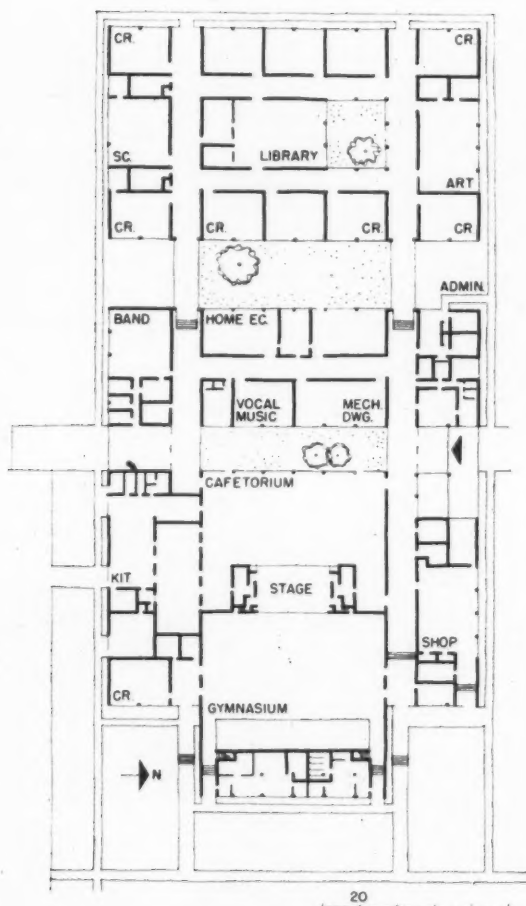 CR. CR.
SC. LIBRARY ART
CR. CR. CR. CR.
ADMIN.
BAND HOME EC.
VOCAL MUSIC
MECH. DWG.
CAFETORIUM
KIT. STAGE
SHOP
CR.
GYMNASIUM
N
20